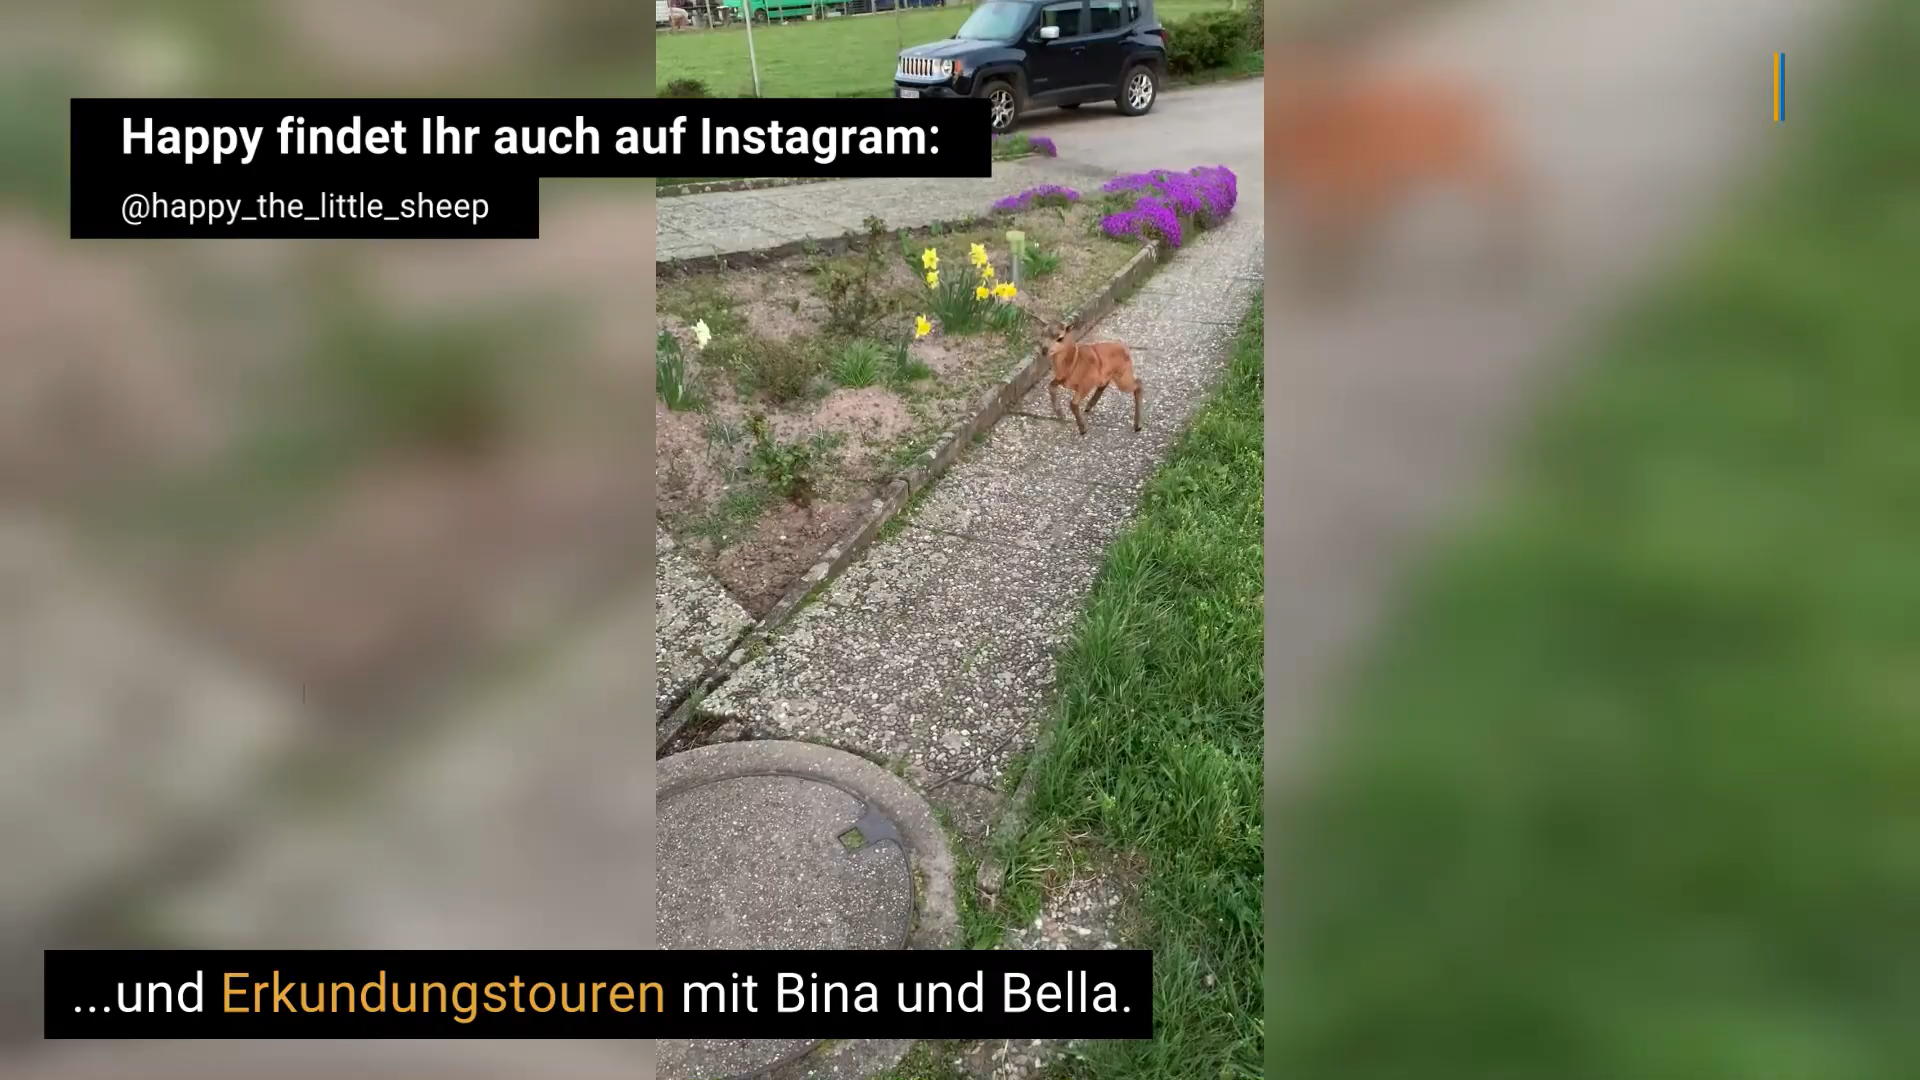 Happy findet Ihr auch auf Instagram:
@happy_the_little_sheep
...und Erkundungstouren mit Bina und Bella.